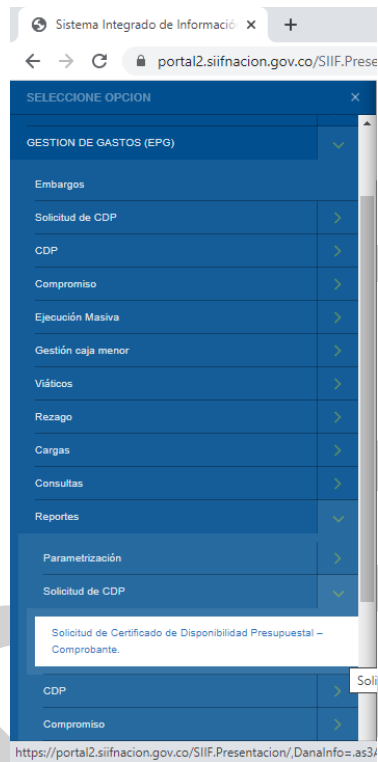 Sistema Integrado de Informació
portal2.siifnacion.gov.co/SIIF.Prese
SELECCIONE OPCION
GESTION DE GASTOS (EPG)
Embargos
Solicitud de CDP
CDP
Compromiso
Ejecución Masiva
Gestión caja menor
Viáticos
Rezago
Cargas
Consultas
Reportes
Parametrización
Solicitud de CDP
Solicitud de Certificado de Disponibilidad Presupuestal –
Comprobante.
Soli
CDP
Compromiso
https://portal2.siifnacion.gov.co/SIIF.Presentacion/,DanaInfo=.as3A